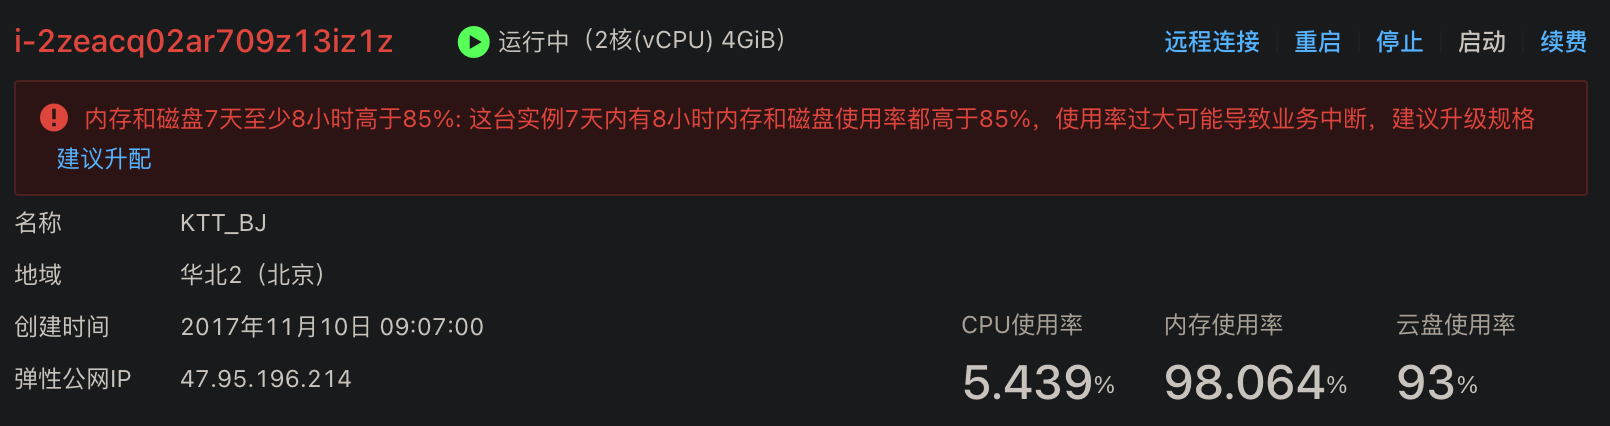 i-2zeacq02ar709z13iz1z 运行中（2核(vCPU) 4GiB） 远程连接 重启 停止 启动 续费
内存和磁盘7天至少8小时高于85%: 这台实例7天内有8小时内存和磁盘使用率都高于85%，使用率过大可能导致业务中断，建议升级规格
建议升配
名称 KTT_BJ
地域 华北2（北京）
创建时间 2017年11月10日 09:07:00
弹性公网IP 47.95.196.214
CPU使用率 内存使用率 云盘使用率
5.439% 98.064% 93%